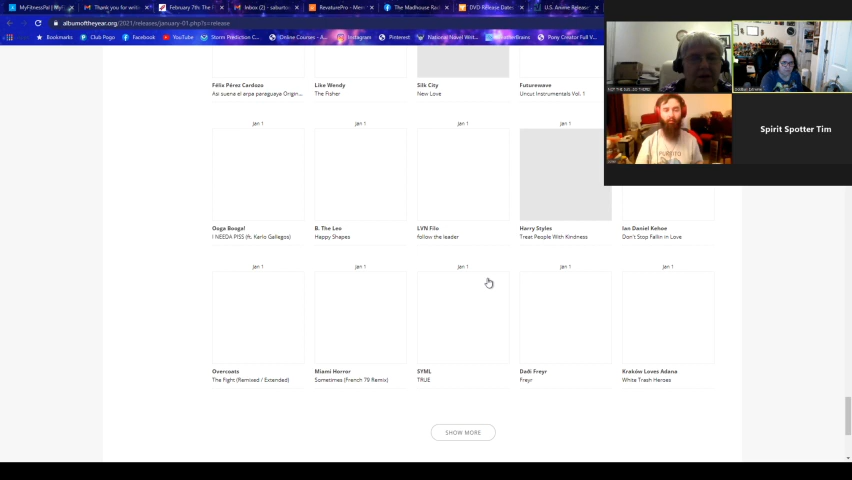 MyFitnessPal | MyF
Thank you for writi
February 7th: The F
Inbox (2) - saburto
RevaturePro - Mem
The Madhouse Rad
DVD Release Dates
U.S. Anime Release
albumoftheyear.org/2021/releases/january-01.php?s=release
Bookmarks
Club Pogo
Facebook
YouTube
Storm Prediction C...
Online Courses - A...
Instagram
Pinterest
National Novel Writ...
Pony Creator Full V...
Spirit Spotter Tim
Félix Pérez Cardozo
Like Wendy
Silk City
Futurewave
Asi suena el arpa paraguaya Origin...
The Fisher
New Love
Uncut Instrumentals Vol. 1
Jan 1
Jan 1
Jan 1
Jan 1
Ooga Booga!
B. The Leo
LVN Filo
Harry Styles
Ian Daniel Kehoe
I NEEDA PISS (ft. Karlo Gallegos)
Happy Shapes
follow the leader
Treat People With Kindness
Don't Stop Fallin in Love
Jan 1
Jan 1
Jan 1
Jan 1
Jan 1
Overcoats
Miami Horror
SYML
Daði Freyr
Kraków Loves Adana
The Fight (Remixed / Extended)
Sometimes (French 79 Remix)
TRUE
Freyr
White Trash Heroes
SHOW MORE